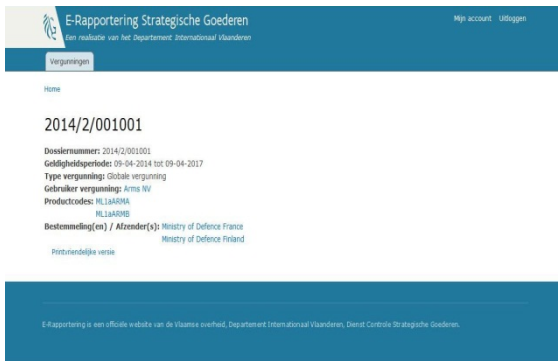 E-Rapportering Strategische Goederen
Een realisatie van het Departement Internationaal Vlaanderen
Mijn account Uitloggen
Vergunningen
Home
2014/2/001001
Dossiernummer: 2014/2/001001
Geldigheidsperiode: 09-04-2014 tot 09-04-2017
Type vergunning: Globale vergunning
Gebruiker vergunning: Arms NV
Productcodes: ML1aARMA
ML1aARMB
Bestemmeling(en) / Afzender(s): Ministry of Defence France
Ministry of Defence Finland
Printvriendelijke versie
E-Rapportering is een officiële website van de Vlaamse overheid, Departement Internationaal Vlaanderen, Dienst Controle Strategische Goederen.